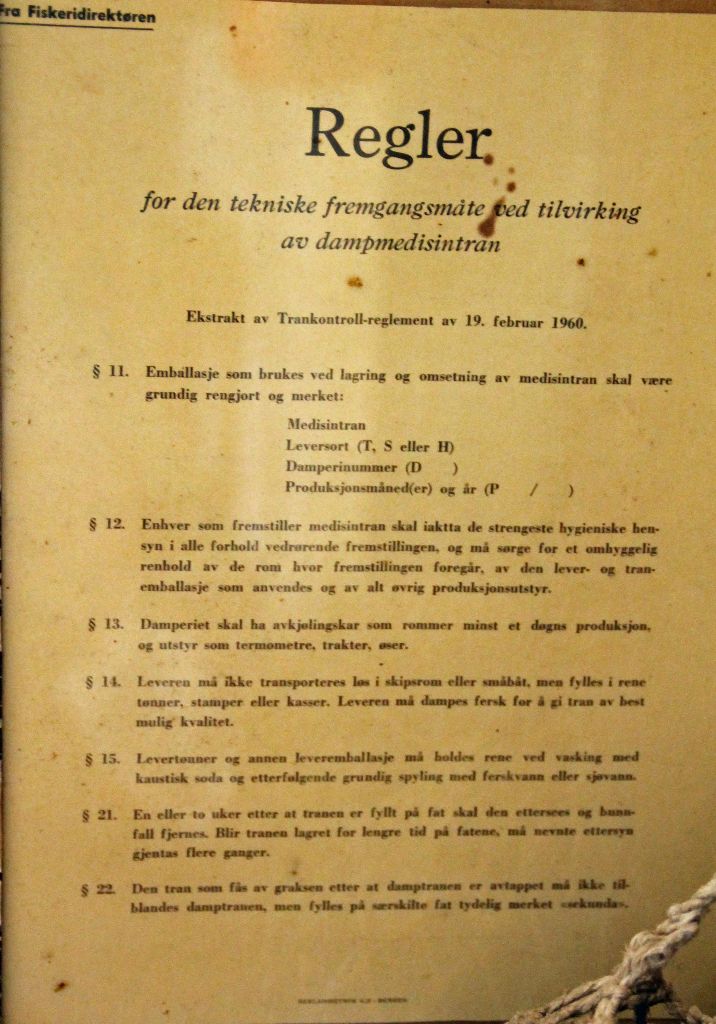 Fra Fiskeridirektøren
Regler
for den tekniske fremgangsmåte ved tilvirking
av dampmedisintran
Ekstrakt av Trankontroll-reglement av 19. februar 1960.
§ 11. Emballasje som brukes ved lagring og omsetning av medisintran skal være
grundig rengjort og merket:
Medisintran
Leversort (T, S eller H)
Damperinummer (D )
Produksjonsmåned(er) og år (P / )
§ 12. Enhver som fremstiller medisintran skal iaktta de strengeste hygieniske hen-
syn i alle forhold vedrørende fremstillingen, og må sørge for et omhyggelig
renhold av de rom hvor fremstillingen foregår, av den lever- og tran-
emballasje som anvendes og av alt øvrig produksjonsutstyr.
§ 13. Damperiet skal ha avkjølingskar som rommer minst et døgns produksjon,
og utstyr som termometre, trakter, øser.
§ 14. Leveren må ikke transporteres løs i skipsrom eller småbåt, men fylles i rene
tønner, stamper eller kasser. Leveren må dampes fersk for å gi tran av best
mulig kvalitet.
§ 15. Levertønner og annen leveremballasje må holdes rene ved vasking med
kaustisk soda og etterfølgende grundig spyling med ferskvann eller sjøvann.
§ 21. En eller to uker etter at tranen er fyllt på fat skal den ettersees og bunn-
fall fjernes. Blir tranen lagret for lengre tid på fatene, må nevnte ettersyn
gjentas flere ganger.
§ 22. Den tran som fås av graksen etter at damptranen er avtappet må ikke til-
blandes damptranen, men fylles på særskilte fat tydelig merket «sekunda».
REKLAMETRYK A.S - BERGEN